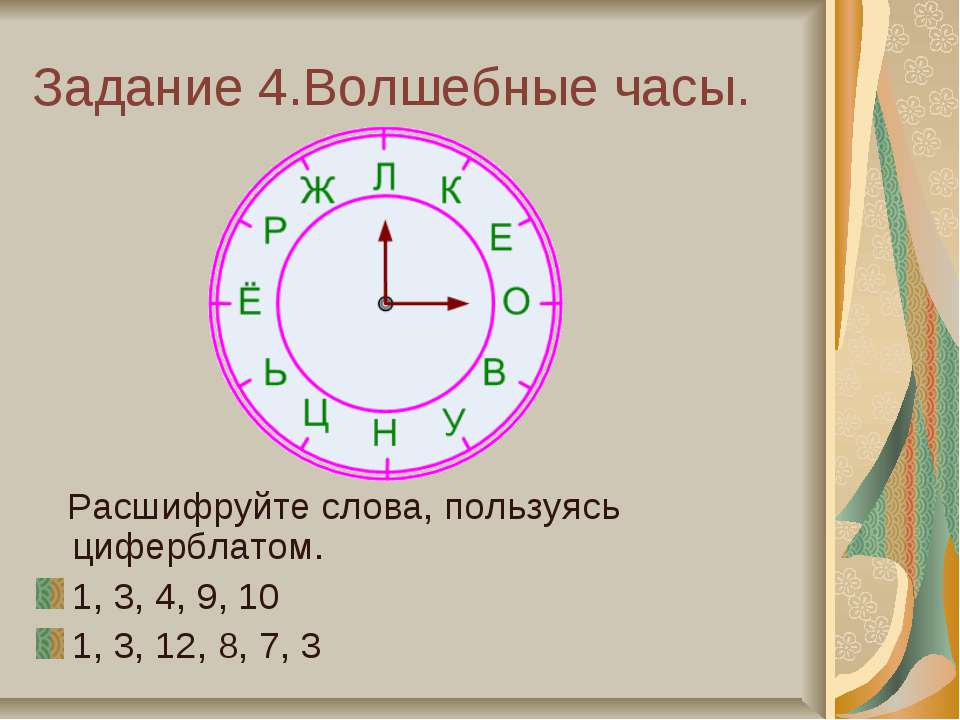 Задание 4.Волшебные часы.
Ж Л К
Р Е
Ё О
Ь В
Ц Н У
Расшифруйте слова, пользуясь
циферблатом.
1, 3, 4, 9, 10
1, 3, 12, 8, 7, 3